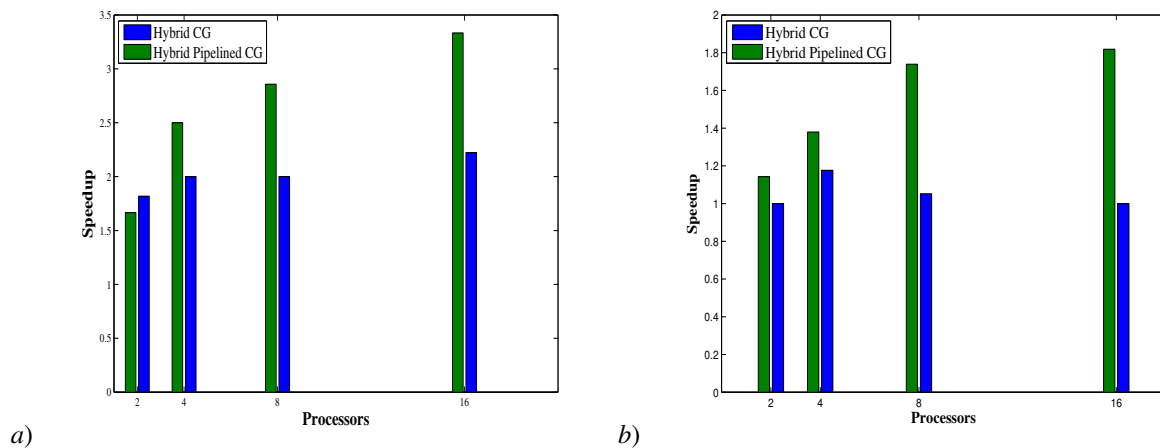 3.5
Hybrid CG
Hybrid Pipelined CG
3
2.5
2
1.5
1
0.5
0
Speedup
2 4 8 16
Processors
a)
2
Hybrid CG
Hybrid Pipelined CG
1.8
1.6
1.4
1.2
1
0.8
0.6
0.4
0.2
0
Speedup
2 4 8 16
Processors
b)